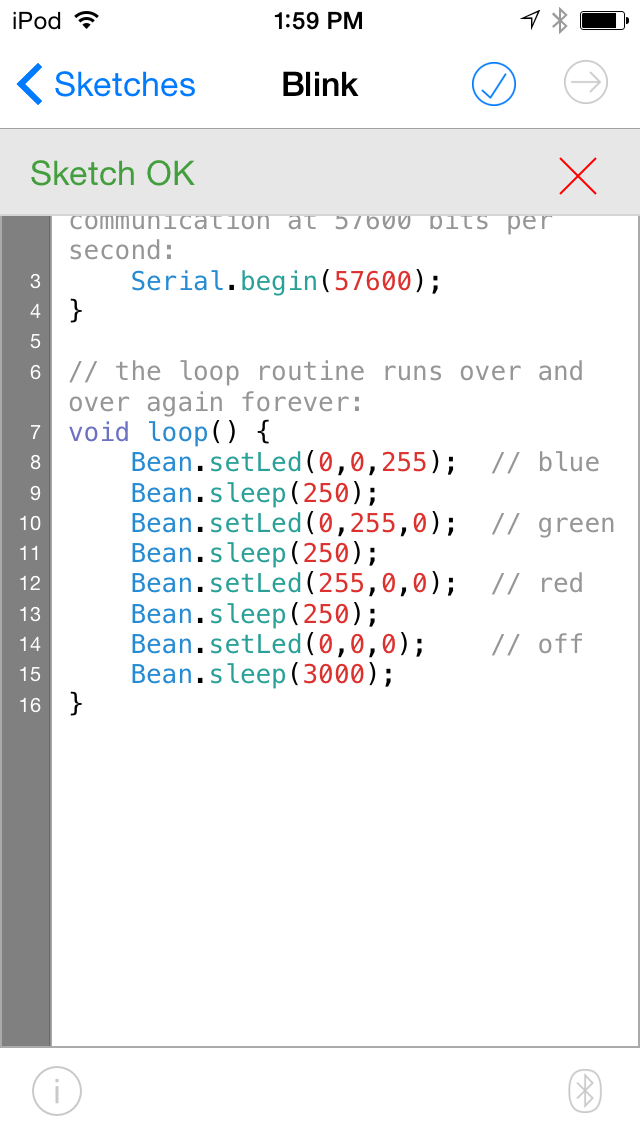 iPod 1:59 PM
Sketches Blink
Sketch OK
communication at 57600 bits per
second:
3     Serial.begin(57600);
4 }
5
6 // the loop routine runs over and
over again forever:
7 void loop() {
8     Bean.setLed(0,0,255);  // blue
9     Bean.sleep(250);
10     Bean.setLed(0,255,0);  // green
11     Bean.sleep(250);
12     Bean.setLed(255,0,0);  // red
13     Bean.sleep(250);
14     Bean.setLed(0,0,0);    // off
15     Bean.sleep(3000);
16 }
i